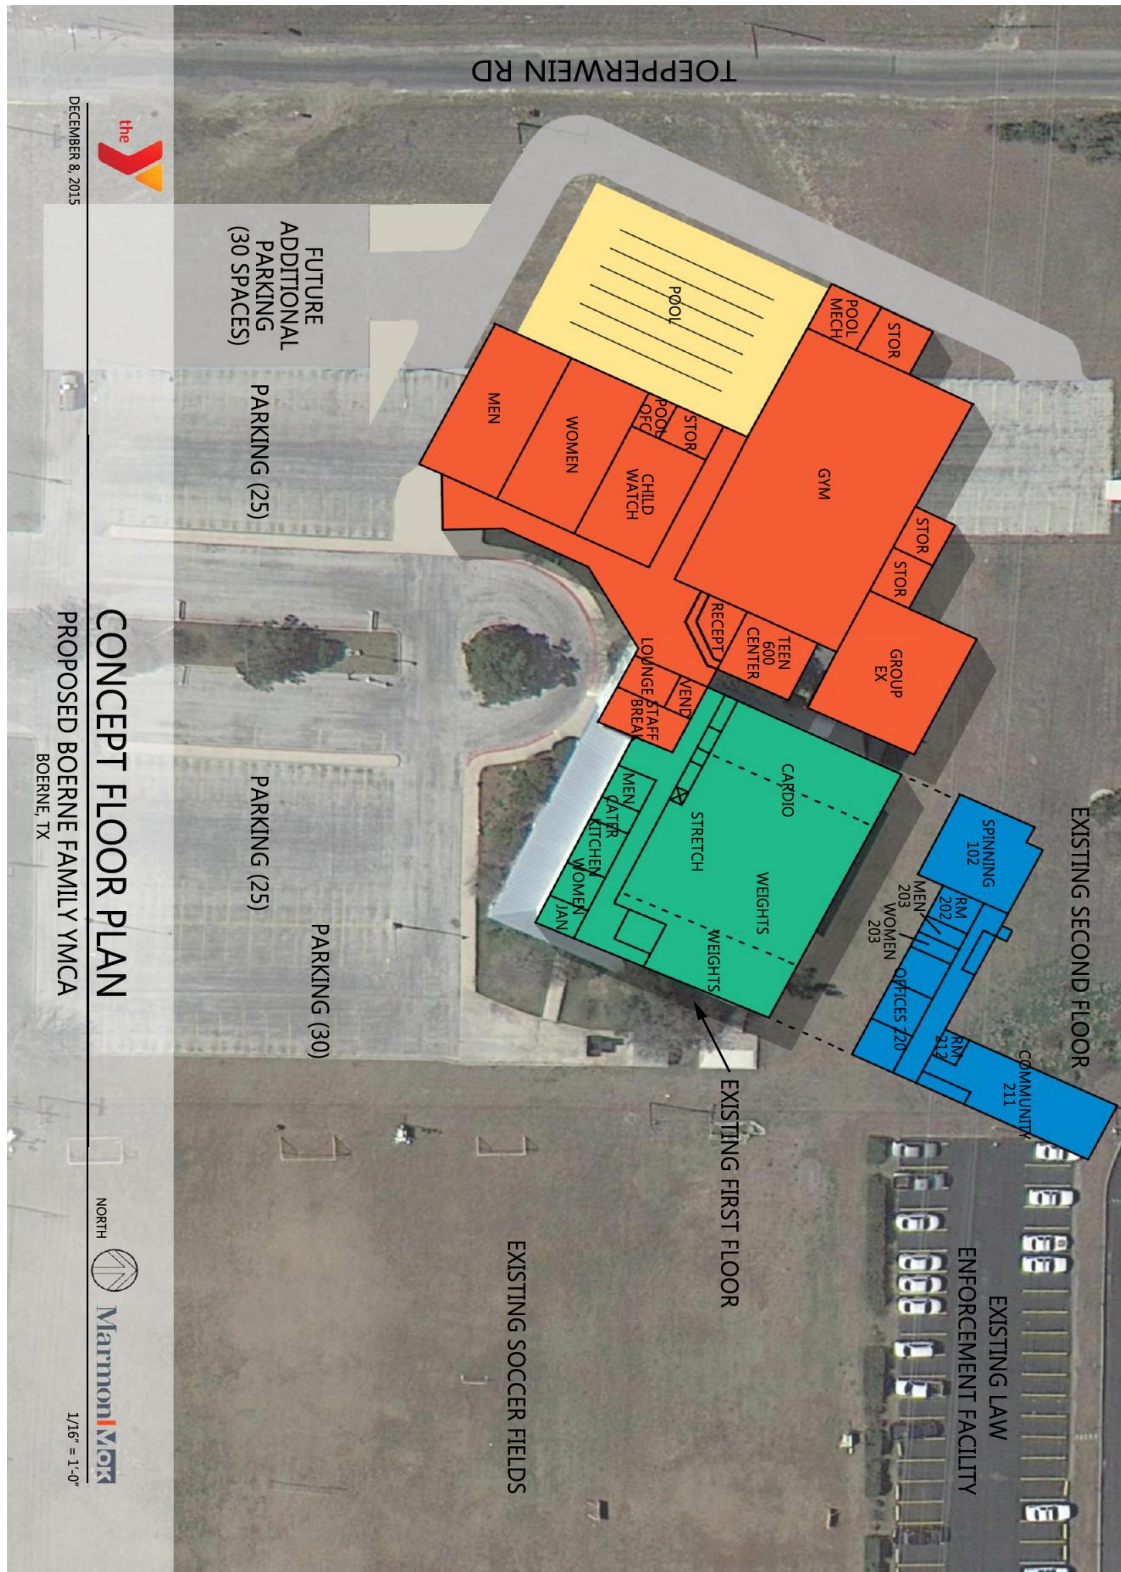 TOEPPERWEIN RD
POOL
POOL
MECH
STOR
GYM
STOR
STOR
GROUP
EX
MEN
WOMEN
POOL
OFC
STOR
CHILD
WATCH
RECEPT
TEEN
600
CENTER
LOUNGE
VEND
STAFF
BREAK
CARDIO
STRETCH
WEIGHTS
WEIGHTS
MEN
CATER
KITCHEN
WOMEN
JAN
EXISTING FIRST FLOOR
EXISTING SECOND FLOOR
SPINNING
102
RM
202
MEN
203
WOMEN
203
OFFICES 220
RM
212
COMMUNITY
211
EXISTING LAW
ENFORCEMENT FACILITY
EXISTING SOCCER FIELDS
FUTURE
ADDITIONAL
PARKING
(30 SPACES)
PARKING (25)
PARKING (25)
PARKING (30)
the
DECEMBER 8, 2015
CONCEPT FLOOR PLAN
PROPOSED BOERNE FAMILY YMCA
BOERNE, TX
NORTH
Marmon|Mok
1/16" = 1'-0"